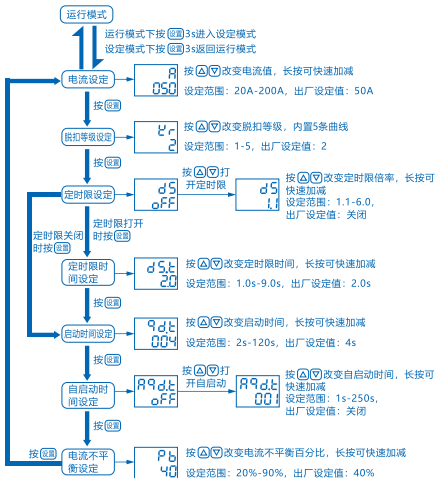 运行模式
运行模式下按 设置 3s进入设定模式
设定模式下按 设置 3s返回运行模式
电流设定
A
050
按△▽改变电流值，长按可快速加减
设定范围：20A-200A，出厂设定值：50A
按 设置
脱扣等级设定
Yr
2
按△▽改变脱扣等级，内置5条曲线
设定范围：1-5，出厂设定值：2
按 设置
定时限设定
dS
oFF
按△▽打
开定时限
dS
1.1
按△▽改变定时限倍率，长按可
快速加减
设定范围：1.1-6.0，
出厂设定值：关闭
定时限关闭
时按 设置
定时限打开
时按 设置
定时限时
间设定
dS.t
2.0
按△▽改变定时限时间，长按可快速加减
设定范围：1.0s-9.0s，出厂设定值：2.0s
按 设置
启动时间设定
qd.t
004
按△▽改变启动时间，长按可快速加减
设定范围：2s-120s，出厂设定值：4s
按 设置
自启动时
间设定
Aqd.t
oFF
按△▽打
开自启动
Aqd.t
001
按△▽改变自启动时间，长按可
快速加减
设定范围：1s-250s，
出厂设定值：关闭
按 设置
按 设置
电流不平
衡设定
Pb
40
按△▽改变电流不平衡百分比，长按可快速加减
设定范围：20%-90%，出厂设定值：40%